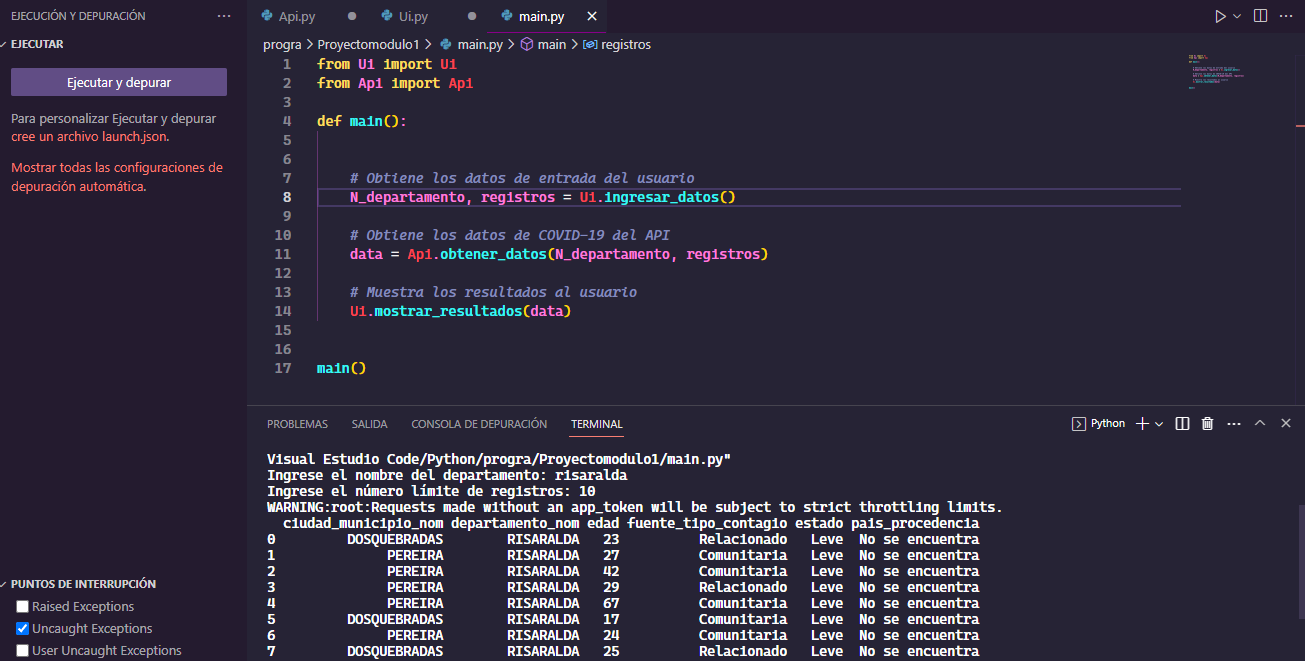 EJECUCIÓN Y DEPURACIÓN ···
EJECUTAR
Ejecutar y depurar
Para personalizar Ejecutar y depurar
cree un archivo launch.json.
Mostrar todas las configuraciones de
depuración automática.
PUNTOS DE INTERRUPCIÓN
Raised Exceptions
Uncaught Exceptions
User Uncaught Exceptions
Api.py Ui.py main.py
progra > Proyectomodulo1 > main.py > main > registros
1 from Ui import Ui
2 from Api import Api
3
4 def main():
5
6
7 # Obtiene los datos de entrada del usuario
8 N_departamento, registros = Ui.ingresar_datos()
9
10 # Obtiene los datos de COVID-19 del API
11 data = Api.obtener_datos(N_departamento, registros)
12
13 # Muestra los resultados al usuario
14 Ui.mostrar_resultados(data)
15
16
17 main()
PROBLEMAS SALIDA CONSOLA DE DEPURACIÓN TERMINAL Python
Visual Estudio Code/Python/progra/Proyectomodulo1/main.py"
Ingrese el nombre del departamento: risaralda
Ingrese el número límite de registros: 10
WARNING:root:Requests made without an app_token will be subject to strict throttling limits.
ciudad_municipio_nom departamento_nom edad fuente_tipo_contagio estado pais_procedencia
0 DOSQUEBRADAS RISARALDA 23 Relacionado Leve No se encuentra
1 PEREIRA RISARALDA 27 Comunitaria Leve No se encuentra
2 PEREIRA RISARALDA 42 Comunitaria Leve No se encuentra
3 PEREIRA RISARALDA 29 Relacionado Leve No se encuentra
4 PEREIRA RISARALDA 67 Comunitaria Leve No se encuentra
5 DOSQUEBRADAS RISARALDA 17 Comunitaria Leve No se encuentra
6 PEREIRA RISARALDA 24 Comunitaria Leve No se encuentra
7 DOSQUEBRADAS RISARALDA 25 Relacionado Leve No se encuentra